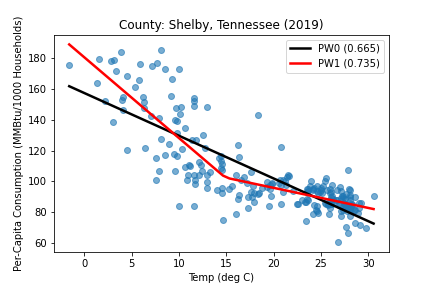 County: Shelby, Tennessee (2019)
Per-Capita Consumption (MMBtu/1000 Households)
180
160
140
120
100
80
60
PW0 (0.665)
PW1 (0.735)
0 5 10 15 20 25 30
Temp (deg C)